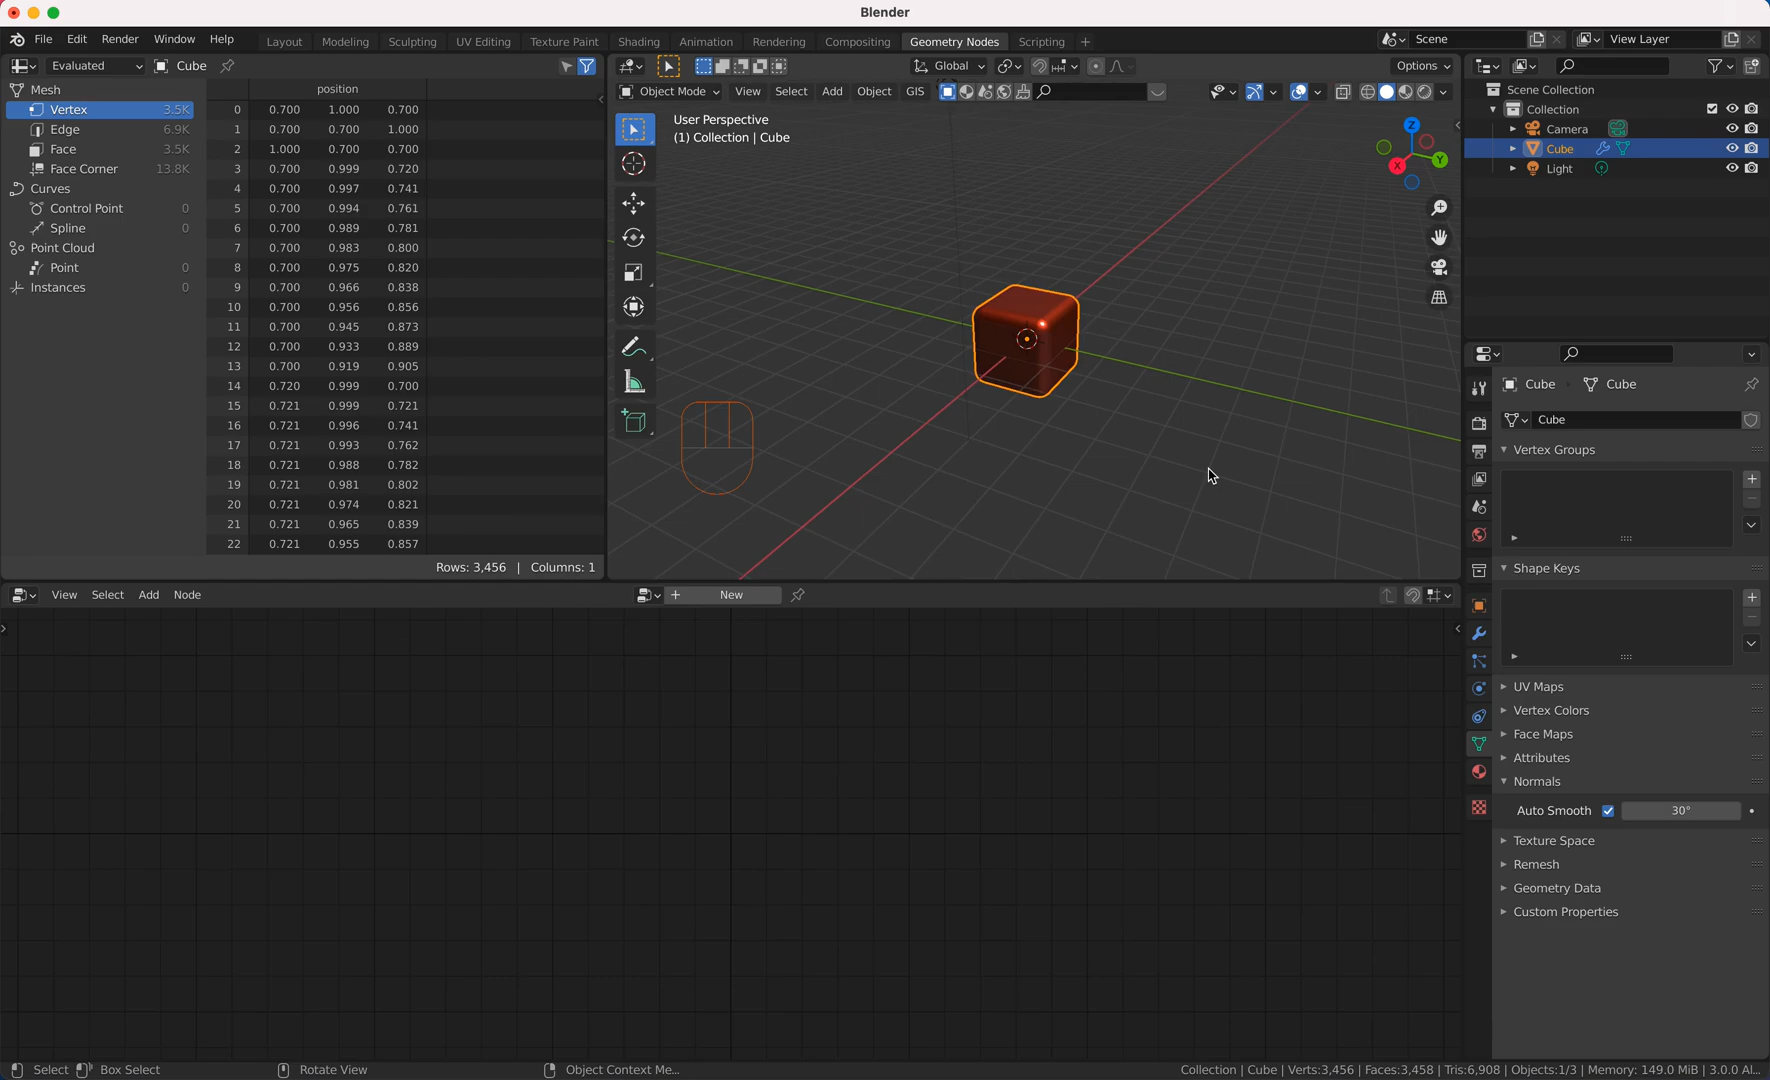 Blender
File Edit Render Window Help Layout Modeling Sculpting UV Editing Texture Paint Shading Animation Rendering Compositing Geometry Nodes Scripting + Scene View Layer
Evaluated Cube
Mesh
Vertex 3.5K
Edge 6.9K
Face 3.5K
Face Corner 13.8K
Curves
Control Point 0
Spline 0
Point Cloud
Point 0
Instances 0
position
0 0.700 1.000 0.700
1 0.700 0.700 1.000
2 1.000 0.700 0.700
3 0.700 0.999 0.720
4 0.700 0.997 0.741
5 0.700 0.994 0.761
6 0.700 0.989 0.781
7 0.700 0.983 0.800
8 0.700 0.975 0.820
9 0.700 0.966 0.838
10 0.700 0.956 0.856
11 0.700 0.945 0.873
12 0.700 0.933 0.889
13 0.700 0.919 0.905
14 0.720 0.999 0.700
15 0.721 0.999 0.721
16 0.721 0.996 0.741
17 0.721 0.993 0.762
18 0.721 0.988 0.782
19 0.721 0.981 0.802
20 0.721 0.974 0.821
21 0.721 0.965 0.839
22 0.721 0.955 0.857
Rows: 3,456 | Columns: 1
Global Options
Object Mode View Select Add Object GIS
User Perspective
(1) Collection | Cube
Z
Y
X
Scene Collection
Collection
Camera
Cube
Light
Cube Cube
Cube
Vertex Groups
Shape Keys
UV Maps
Vertex Colors
Face Maps
Attributes
Normals
Auto Smooth 30°
Texture Space
Remesh
Geometry Data
Custom Properties
View Select Add Node + New
Select Box Select Rotate View Object Context Me... Collection | Cube | Verts:3,456 | Faces:3,458 | Tris:6,908 | Objects:1/3 | Memory: 149.0 MiB | 3.0.0 Al...